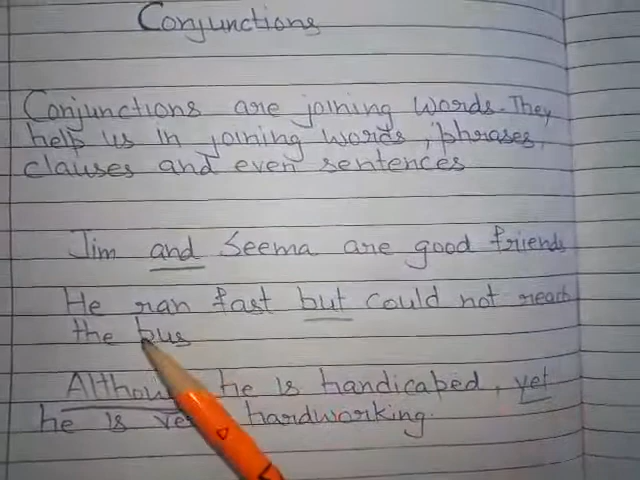 Conjunctions
Conjunctions are joining words. They
help us in joining words, phrases,
clauses and even sentences
Jim and Seema are good friends
He ran fast but could not reach
the bus
he is handicaped, yet
he is hardworking.